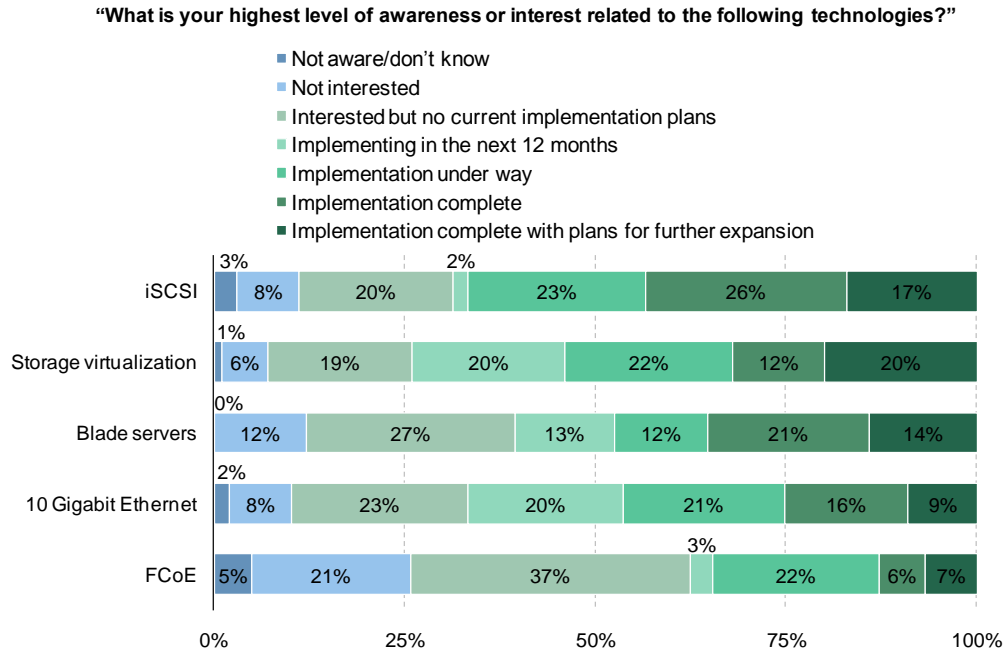 “What is your highest level of awareness or interest related to the following technologies?”
Not aware/don’t know
Not interested
Interested but no current implementation plans
Implementing in the next 12 months
Implementation under way
Implementation complete
Implementation complete with plans for further expansion
3% 2%
iSCSI 8% 20% 23% 26% 17%
1%
Storage virtualization 6% 19% 20% 22% 12% 20%
0%
Blade servers 12% 27% 13% 12% 21% 14%
2%
10 Gigabit Ethernet 8% 23% 20% 21% 16% 9%
3%
FCoE 5% 21% 37% 22% 6% 7%
0% 25% 50% 75% 100%